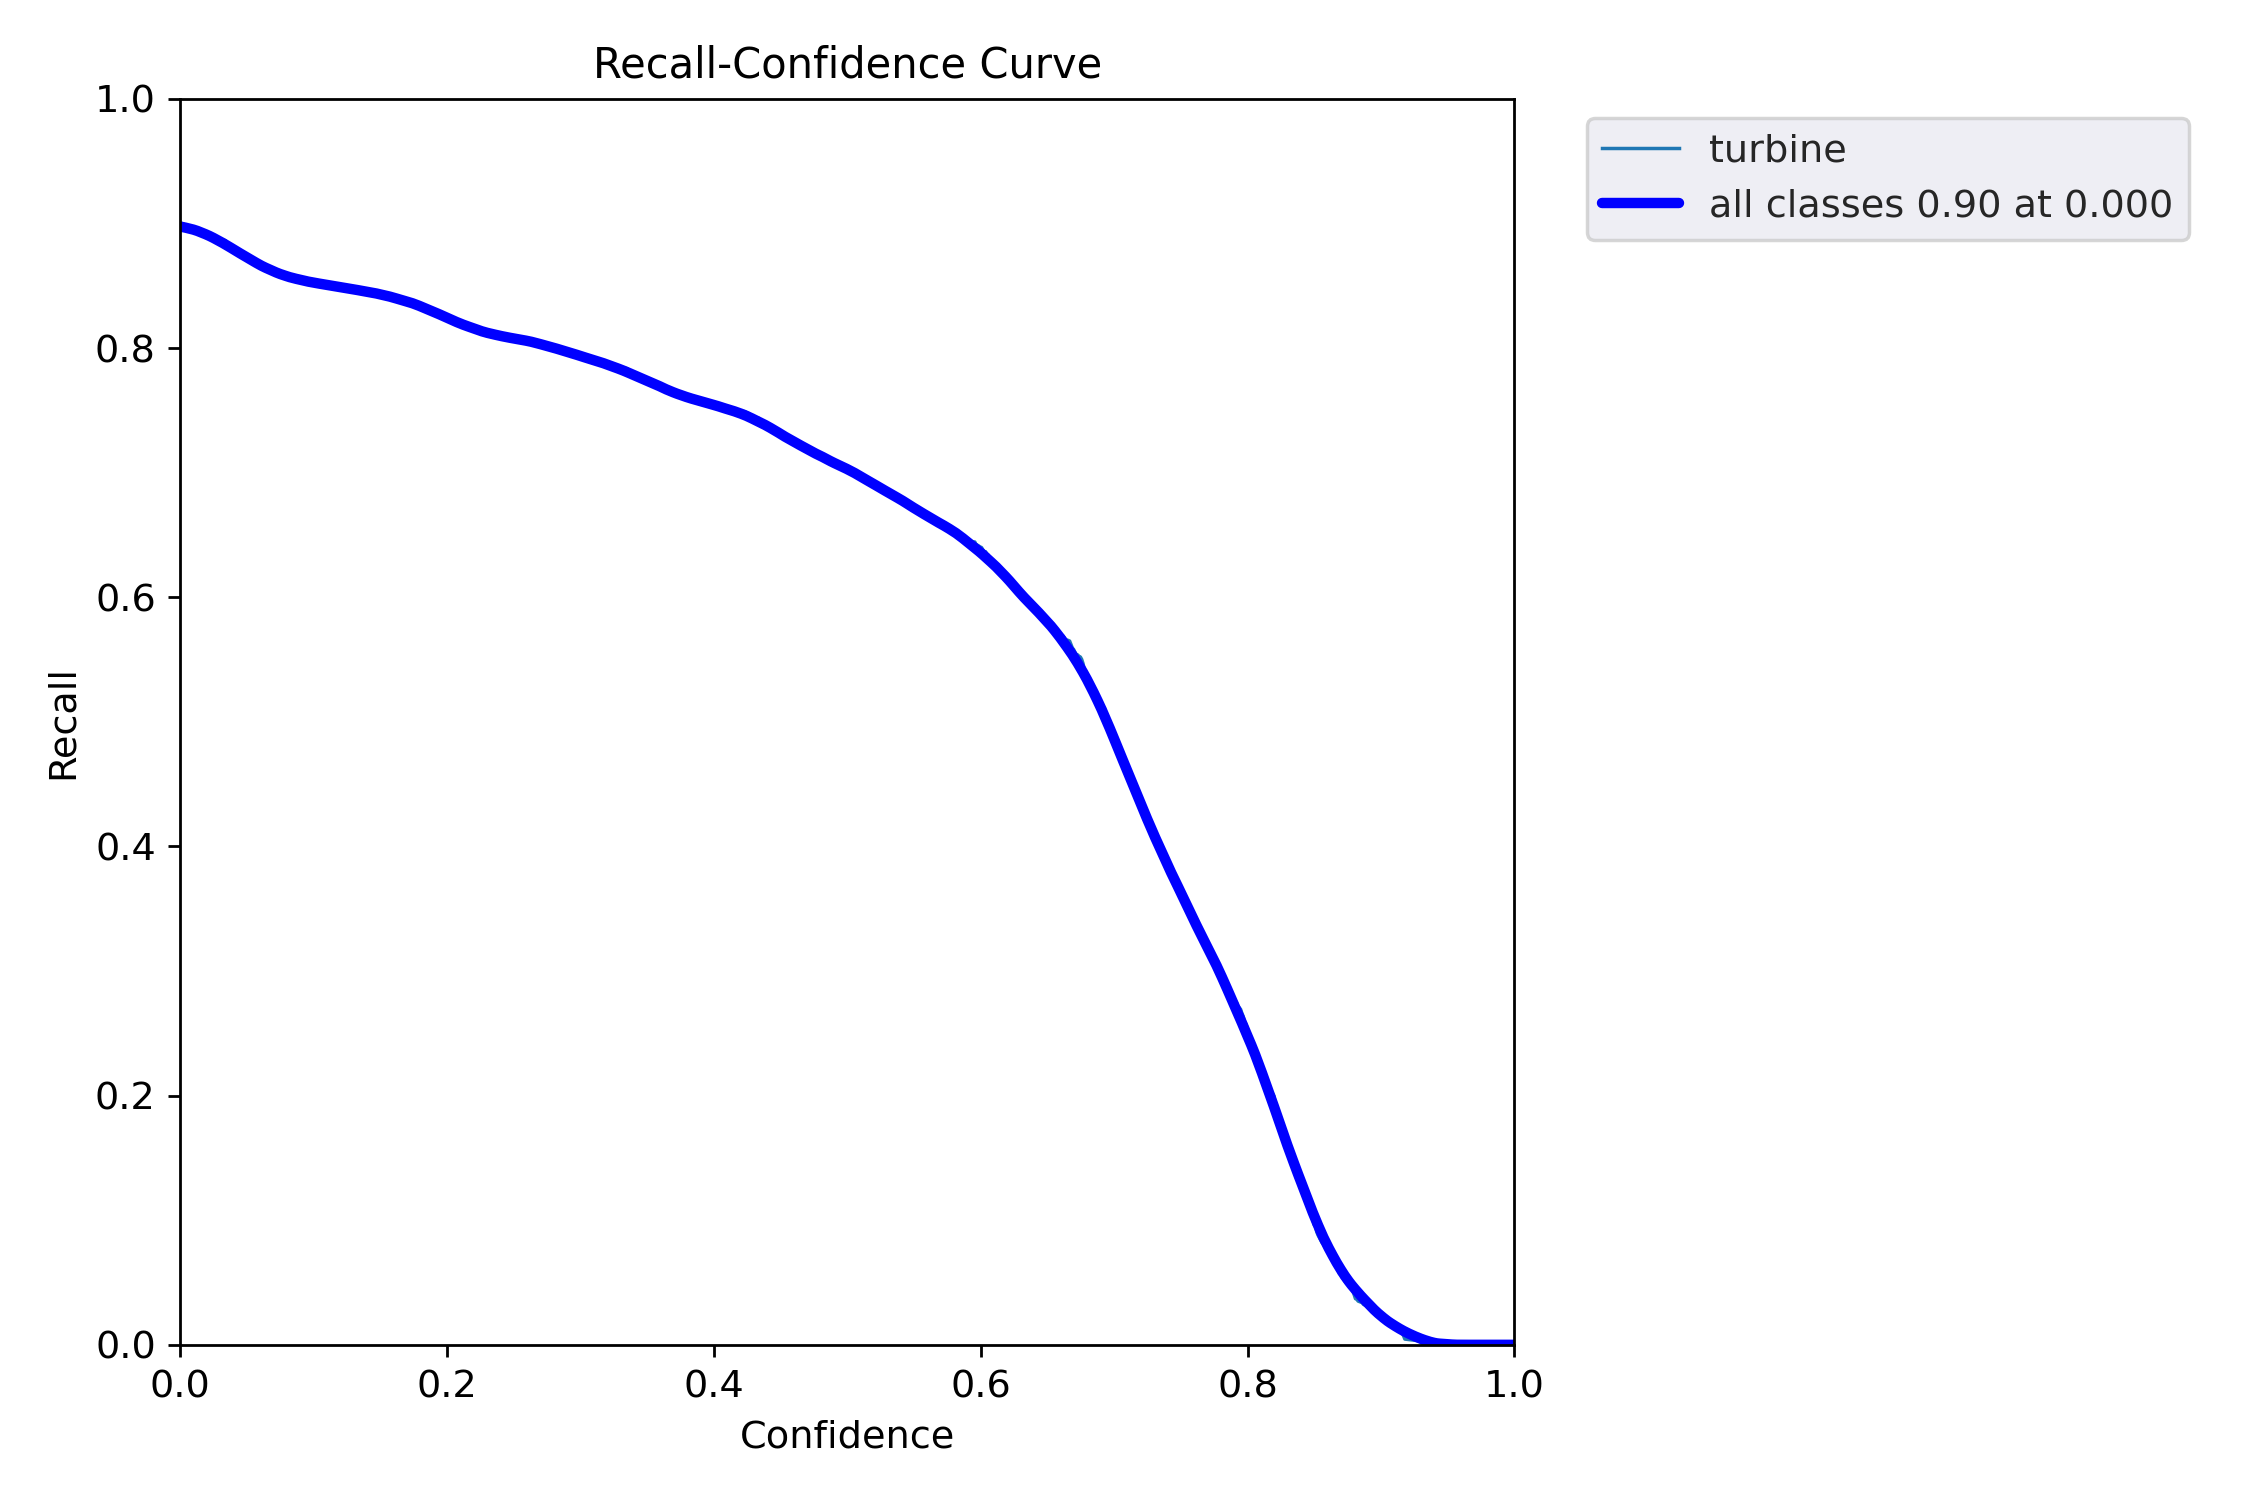 Recall-Confidence Curve
1.0
0.8
0.6
0.4
0.2
0.0
Recall
0.0 0.2 0.4 0.6 0.8 1.0
Confidence
turbine
all classes 0.90 at 0.000